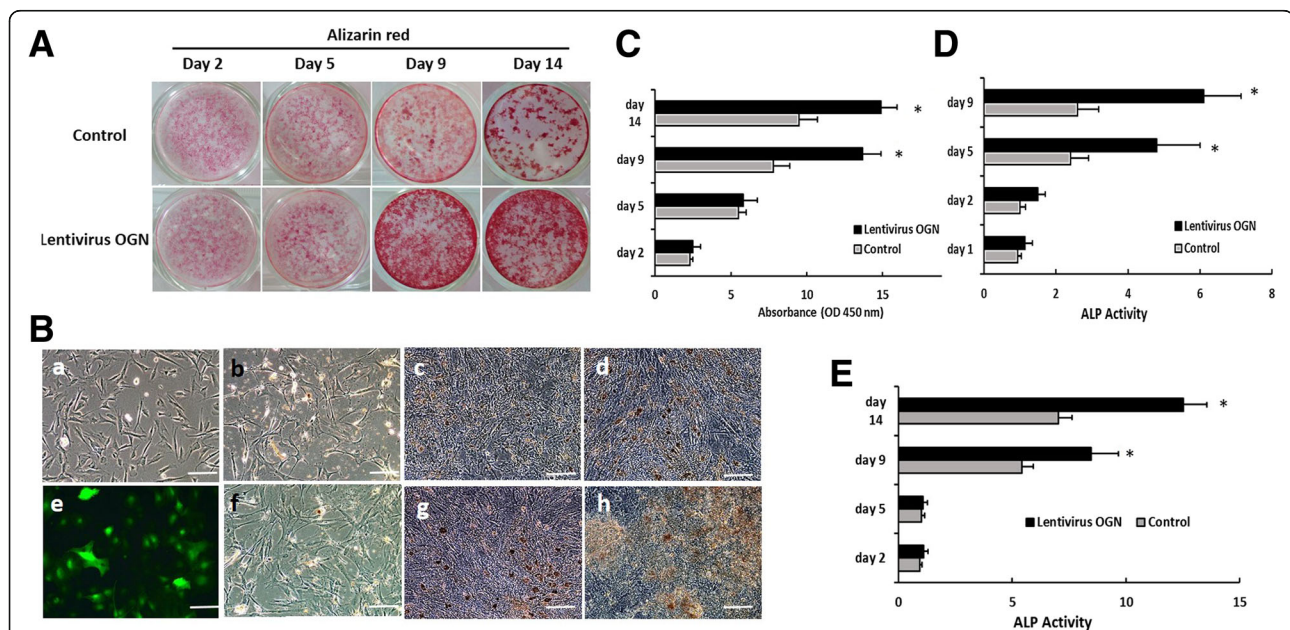 A
Alizarin red
Day 2 Day 5 Day 9 Day 14
Control
Lentivirus OGN
B
a
b
c
d
e
f
g
h
C
day
14
*
day 9
*
day 5
day 2
Lentivirus OGN
Control
0 5 10 15
Absorbance (OD 450 nm)
D
day 9
*
day 5
*
day 2
day 1
Lentivirus OGN
Control
0 2 4 6 8
ALP Activity
E
day
14
*
day 9
*
day 5
day 2
Lentivirus OGN Control
0 5 10 15
ALP Activity